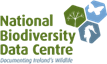 National
Biodiversity
Data Centre
Documenting Ireland's Wildlife